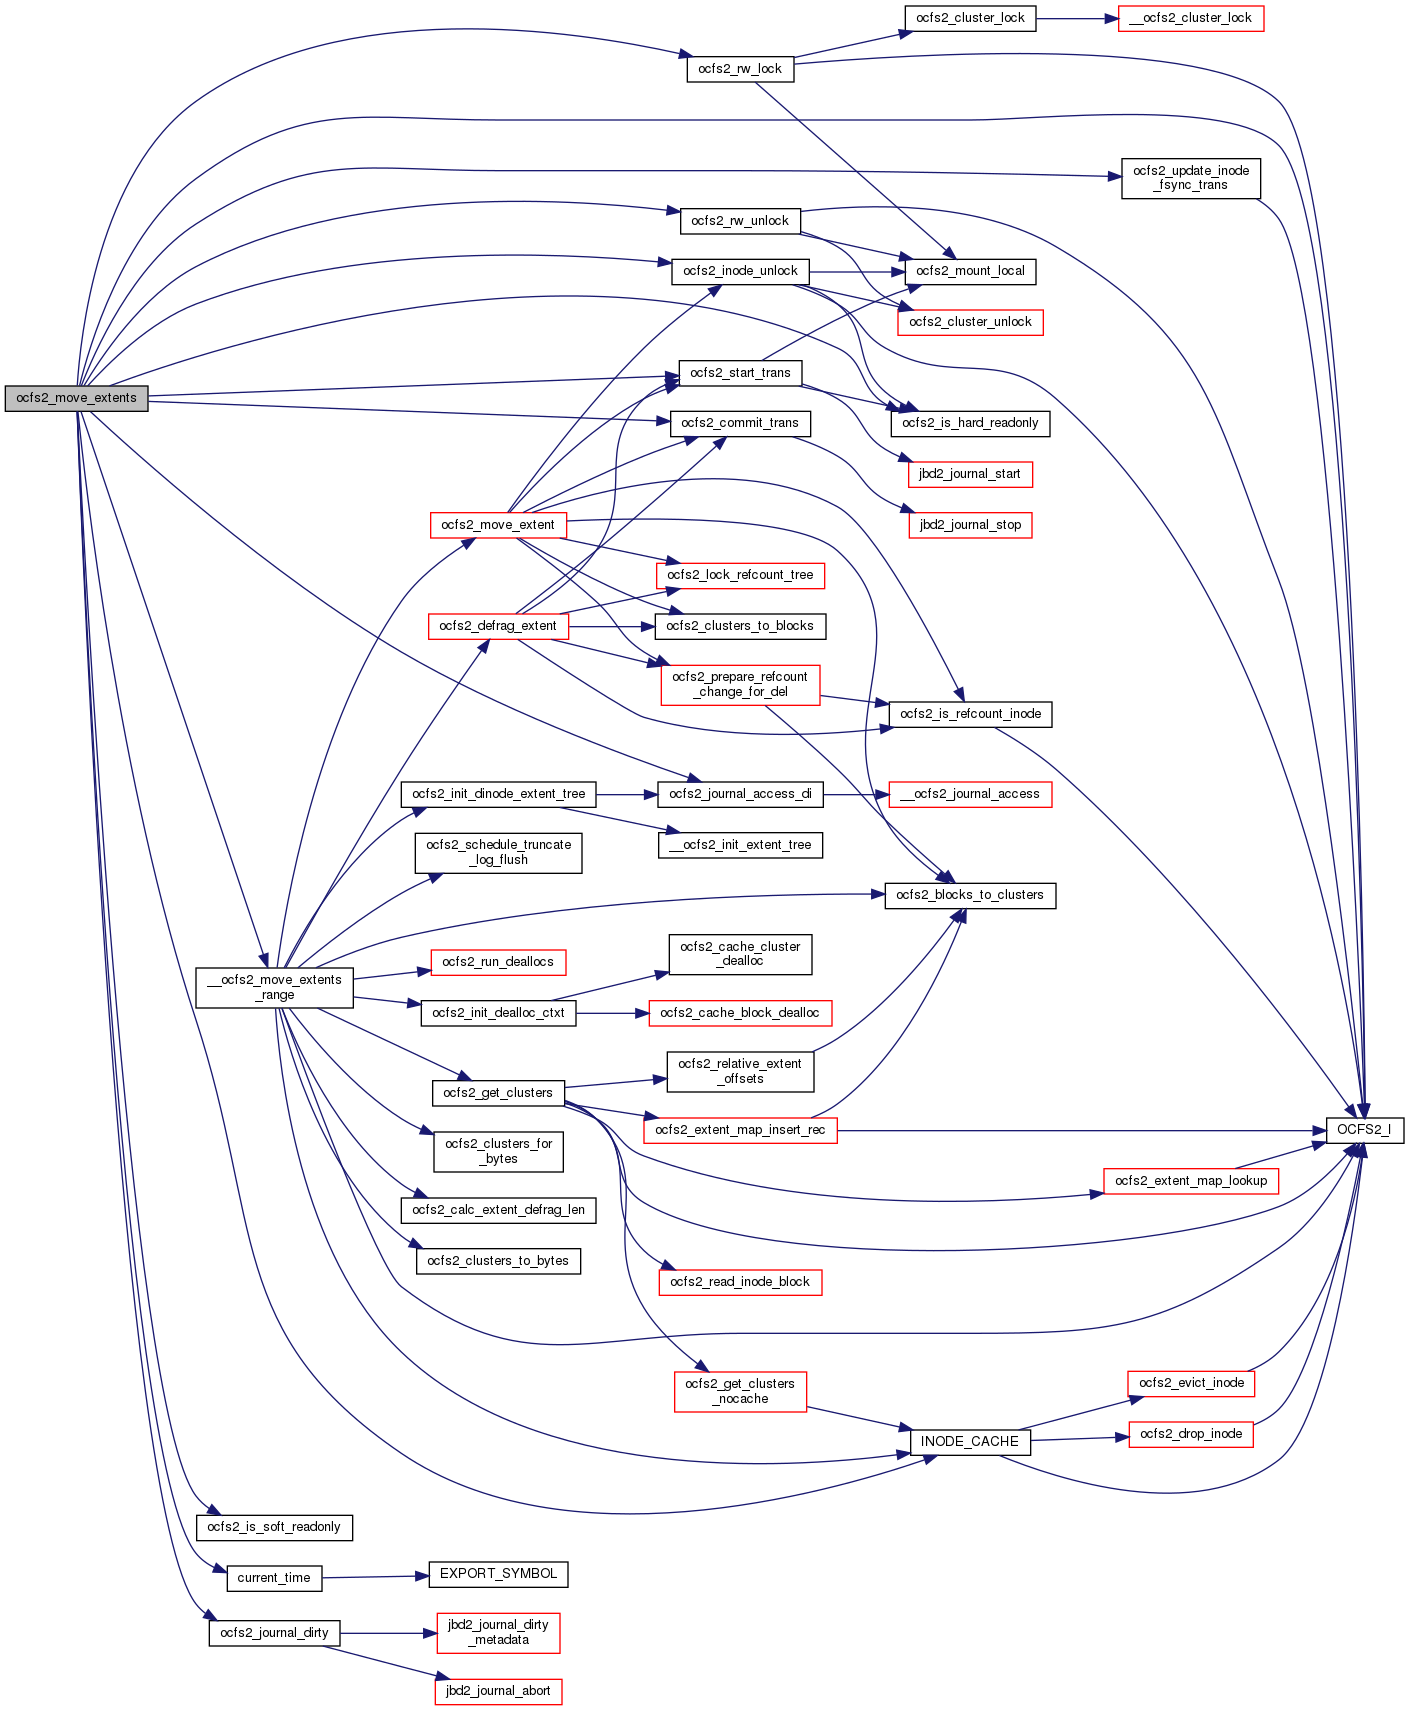 ocfs2_cluster_lock
__ocfs2_cluster_lock
ocfs2_rw_lock
ocfs2_update_inode
_fsync_trans
ocfs2_rw_unlock
ocfs2_inode_unlock
ocfs2_mount_local
ocfs2_cluster_unlock
ocfs2_start_trans
ocfs2_move_extents
ocfs2_commit_trans
ocfs2_is_hard_readonly
jbd2_journal_start
ocfs2_move_extent
jbd2_journal_stop
ocfs2_lock_refcount_tree
ocfs2_defrag_extent
ocfs2_clusters_to_blocks
ocfs2_prepare_refcount
_change_for_del
ocfs2_is_refcount_inode
ocfs2_init_dinode_extent_tree
ocfs2_journal_access_di
__ocfs2_journal_access
ocfs2_schedule_truncate
_log_flush
__ocfs2_init_extent_tree
ocfs2_blocks_to_clusters
ocfs2_cache_cluster
_dealloc
ocfs2_run_deallocs
__ocfs2_move_extents
_range
ocfs2_init_dealloc_ctxt
ocfs2_cache_block_dealloc
ocfs2_relative_extent
_offsets
ocfs2_get_clusters
ocfs2_extent_map_insert_rec
OCFS2_I
ocfs2_clusters_for
_bytes
ocfs2_extent_map_lookup
ocfs2_calc_extent_defrag_len
ocfs2_clusters_to_bytes
ocfs2_read_inode_block
ocfs2_get_clusters
_nocache
ocfs2_evict_inode
INODE_CACHE
ocfs2_drop_inode
ocfs2_is_soft_readonly
current_time
EXPORT_SYMBOL
ocfs2_journal_dirty
jbd2_journal_dirty
_metadata
jbd2_journal_abort